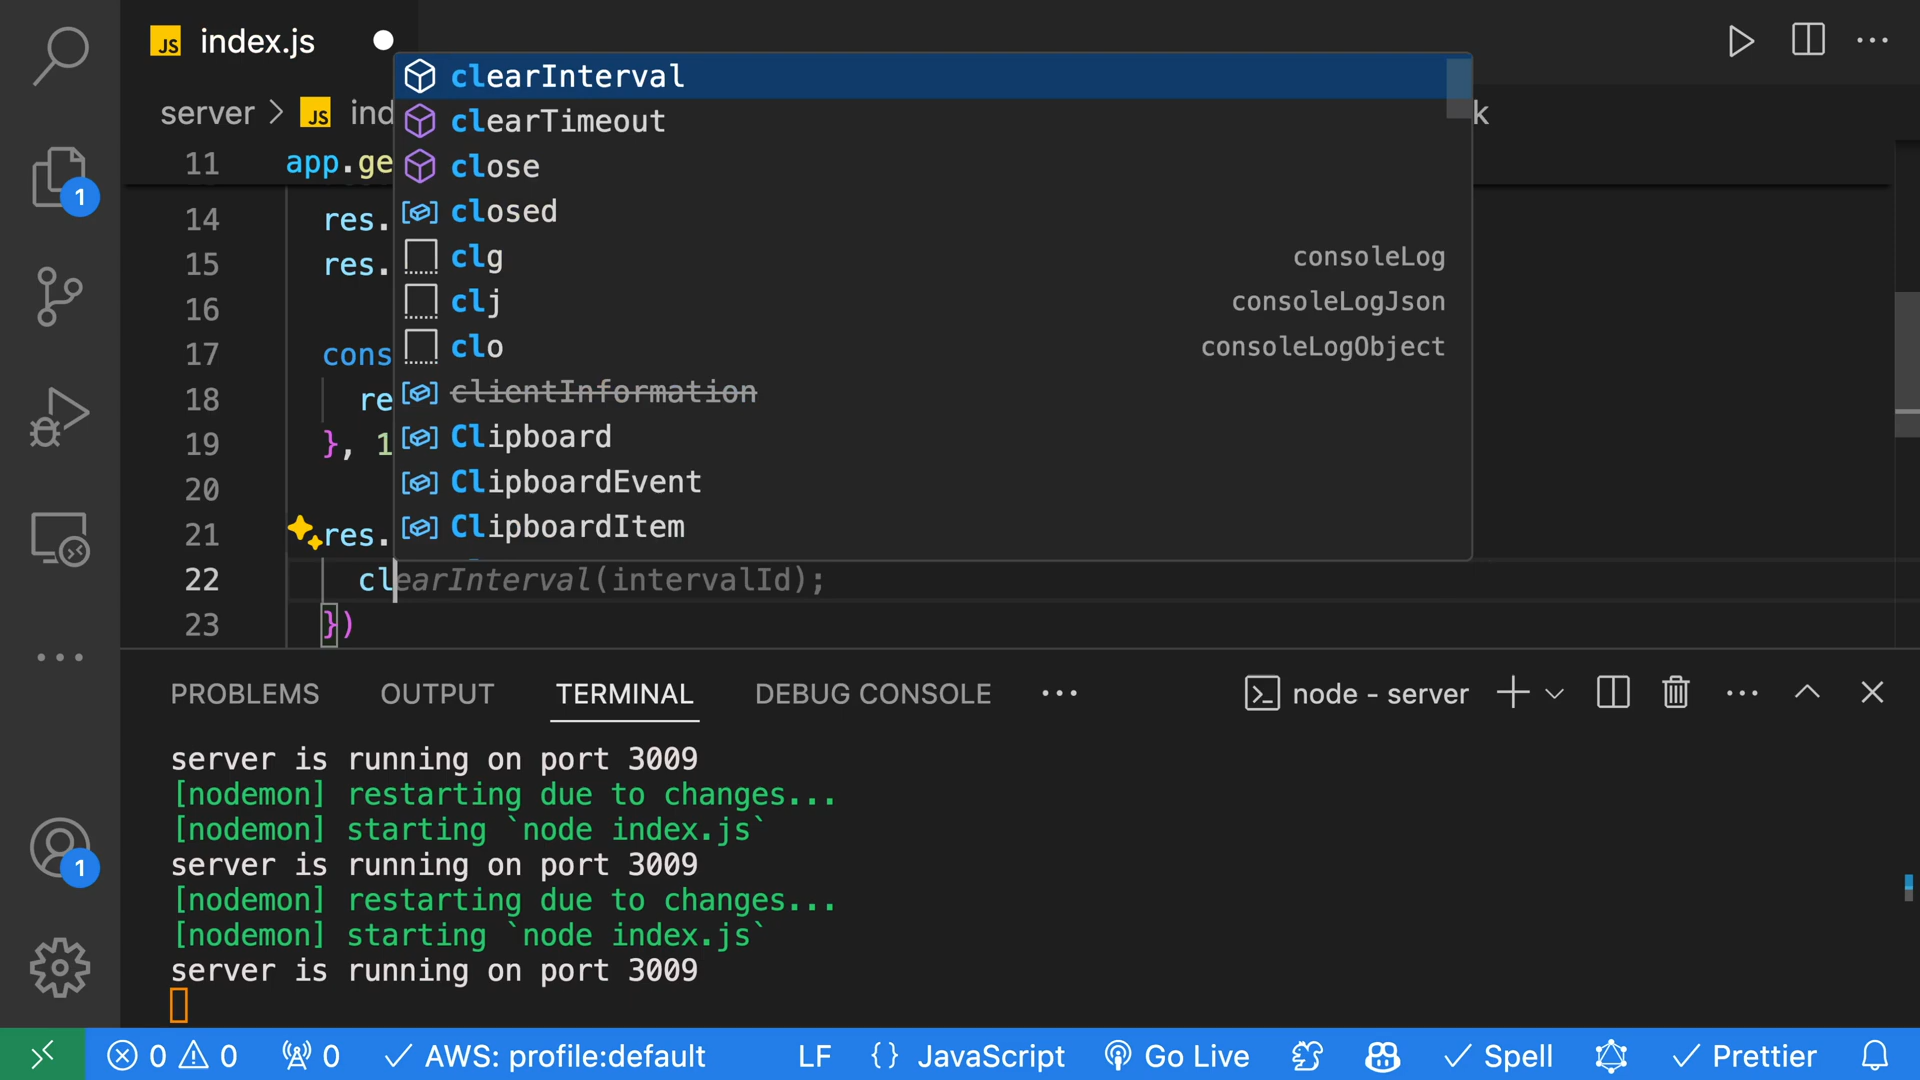 JS index.js
server > JS ind
k
11 app.ge
14 res.
15 res.
16
17 cons
18 re
19 }, 1
20
21 res.
22 clearInterval(intervalId);
23 })
clearInterval
clearTimeout
close
closed
clg consoleLog
clj consoleLogJson
clo consoleLogObject
clientInformation
Clipboard
ClipboardEvent
ClipboardItem
1
1
PROBLEMS OUTPUT TERMINAL DEBUG CONSOLE ··· node - server
server is running on port 3009
[nodemon] restarting due to changes...
[nodemon] starting `node index.js`
server is running on port 3009
[nodemon] restarting due to changes...
[nodemon] starting `node index.js`
server is running on port 3009
0 0 0 AWS: profile:default LF {} JavaScript Go Live Spell Prettier